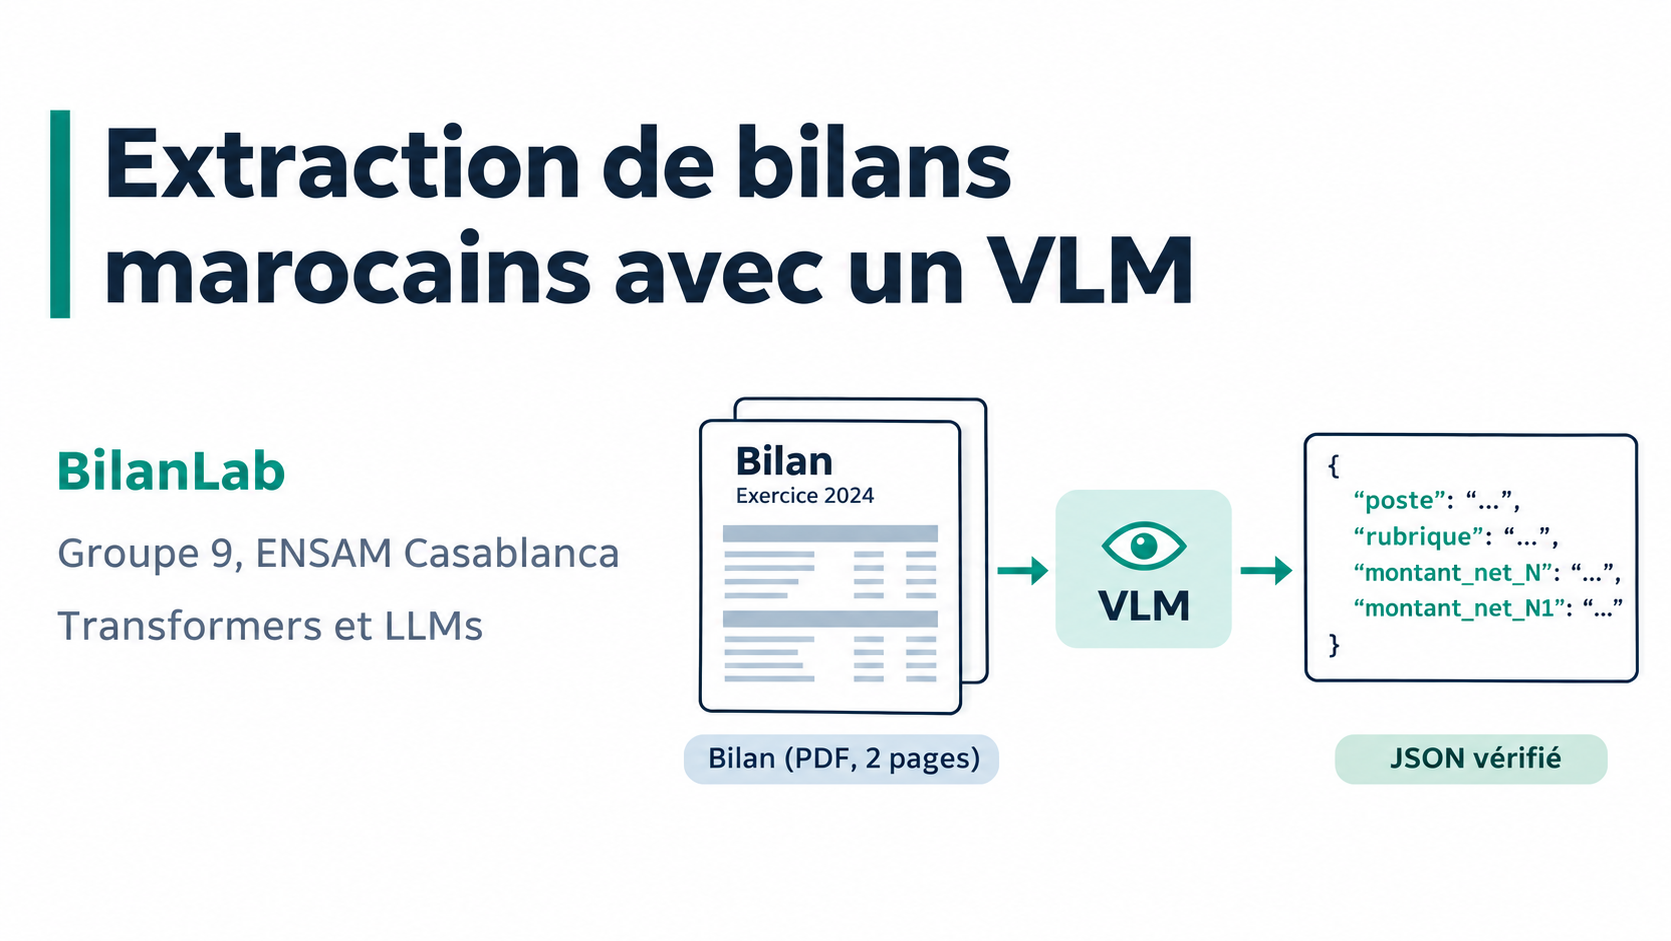 Extraction de bilans
marocains avec un VLM
BilanLab
Groupe 9, ENSAM Casablanca
Transformers et LLMs
Bilan
Exercice 2024
Bilan (PDF, 2 pages)
VLM
{
“poste”: “...”,
“rubrique”: “...”,
“montant_net_N”: “...”,
“montant_net_N1”: “...”
}
JSON vérifié